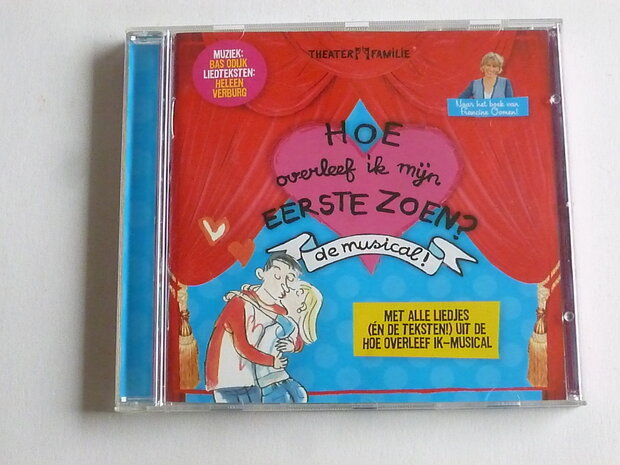 THEATER FAMILIE
MUZIEK:
BAS ODIJK
LIEDTEKSTEN:
HELEEN
VERBURG
Naar het boek van
Francine Oomen!
HOE
overleef ik mijn
EERSTE ZOEN?
de musical!
MET ALLE LIEDJES
(ÉN DE TEKSTEN!) UIT DE
HOE OVERLEEF IK-MUSICAL